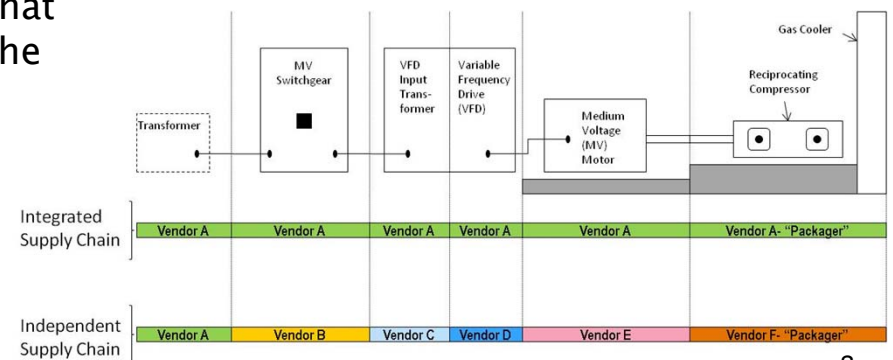 hat
he
Gas Cooler
MV
Switchgear
VFD
Input
Trans-
former
Variable
Frequency
Drive
(VFD)
Reciprocating
Compressor
Transformer
Medium
Voltage
(MV)
Motor
Integrated
Supply Chain
Vendor A
Vendor A
Vendor A
Vendor A
Vendor A
Vendor A- "Packager"
Independent
Supply Chain
Vendor A
Vendor B
Vendor C
Vendor D
Vendor E
Vendor F- "Packager"